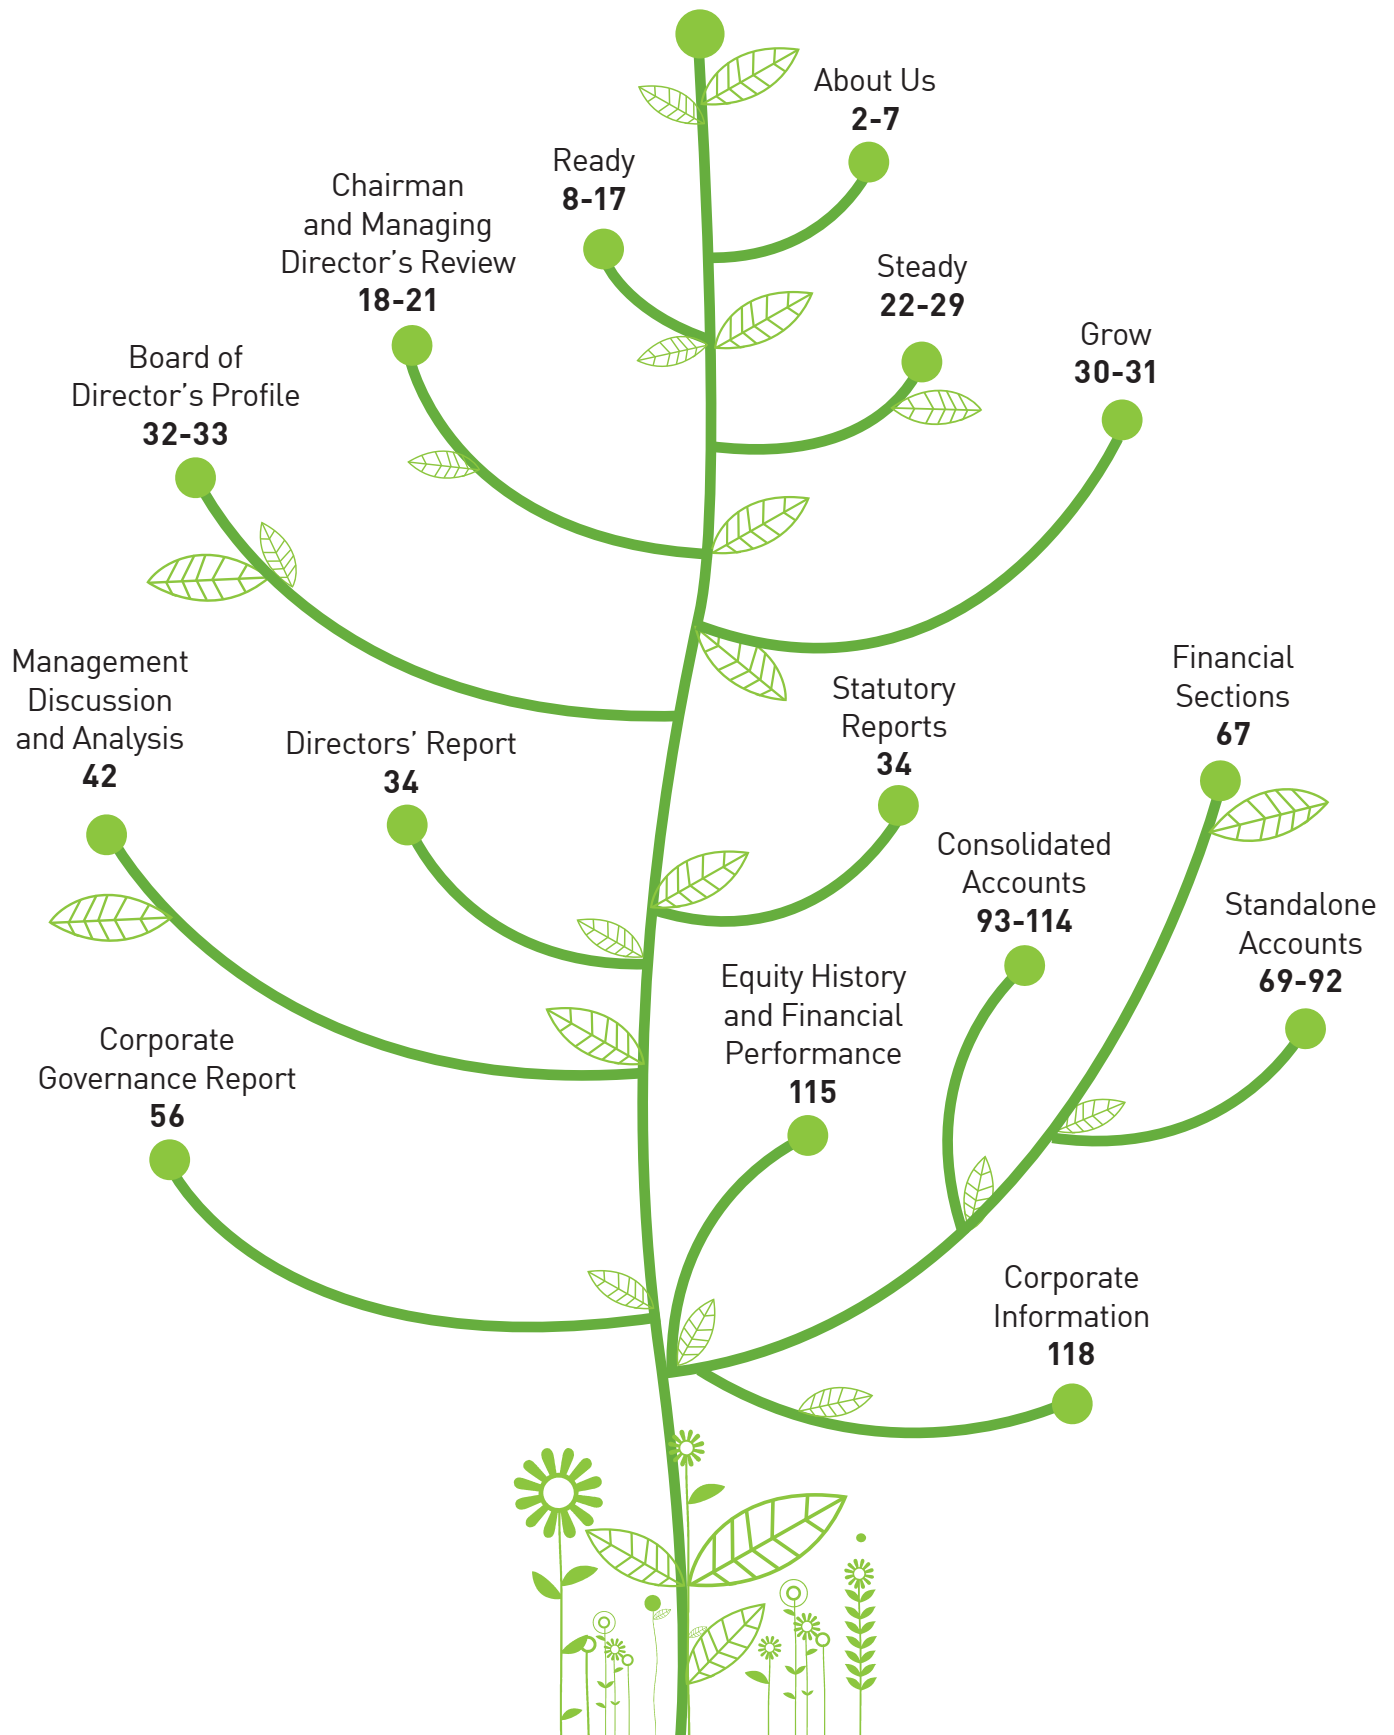 About Us
2-7
Ready
8-17
Chairman
and Managing
Director’s Review
18-21
Steady
22-29
Grow
30-31
Board of
Director’s Profile
32-33
Management
Discussion
and Analysis
42
Directors’ Report
34
Statutory
Reports
34
Financial
Sections
67
Consolidated
Accounts
93-114
Standalone
Accounts
69-92
Equity History
and Financial
Performance
115
Corporate
Governance Report
56
Corporate
Information
118